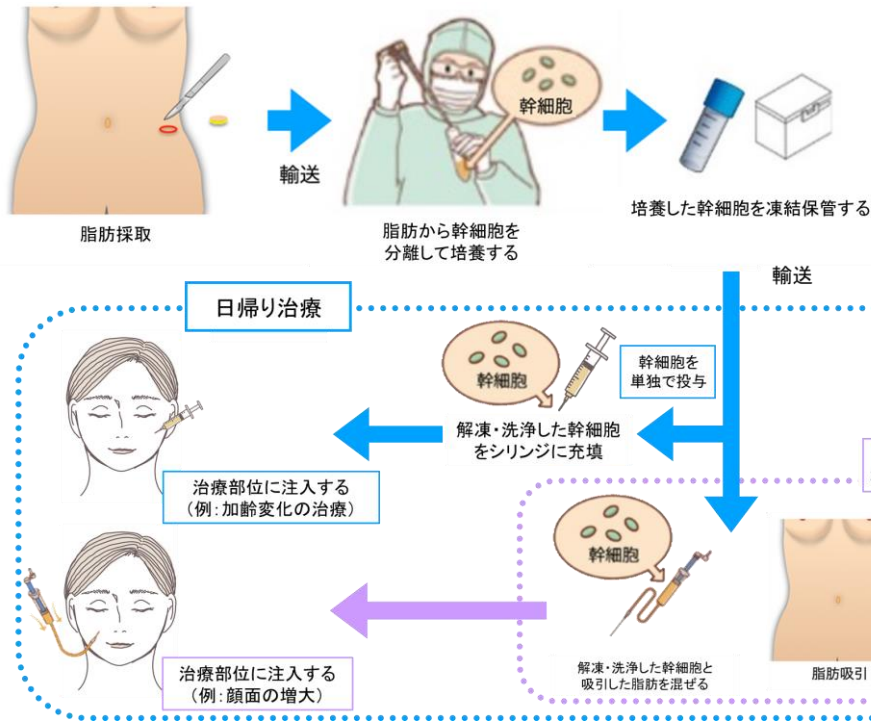 幹細胞
輸送
脂肪採取
脂肪から幹細胞を
分離して培養する
培養した幹細胞を凍結保管する
輸送
日帰り治療
幹細胞
幹細胞を
単独で投与
解凍・洗浄した幹細胞
をシリンジに充填
治療部位に注入する
（例：加齢変化の治療）
幹細胞
解凍・洗浄した幹細胞と
吸引した脂肪を混ぜる
脂肪吸引
治療部位に注入する
（例：顔面の増大）